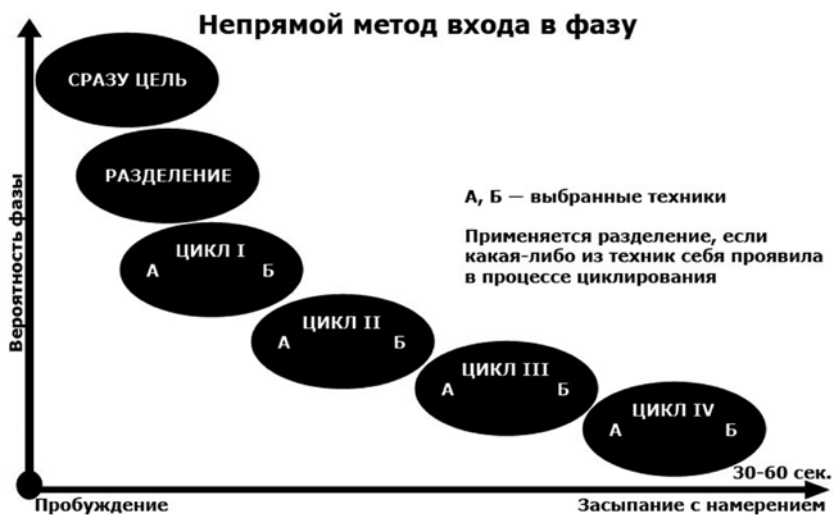 Непрямой метод входа в фазу
Вероятность фазы
СРАЗУ ЦЕЛЬ
РАЗДЕЛЕНИЕ
ЦИКЛ I
А Б
ЦИКЛ II
А Б
ЦИКЛ III
А Б
ЦИКЛ IV
А Б
А, Б — выбранные техники
Применяется разделение, если
какая-либо из техник себя проявила
в процессе циклирования
30-60 сек.
Пробуждение
Засыпание с намерением